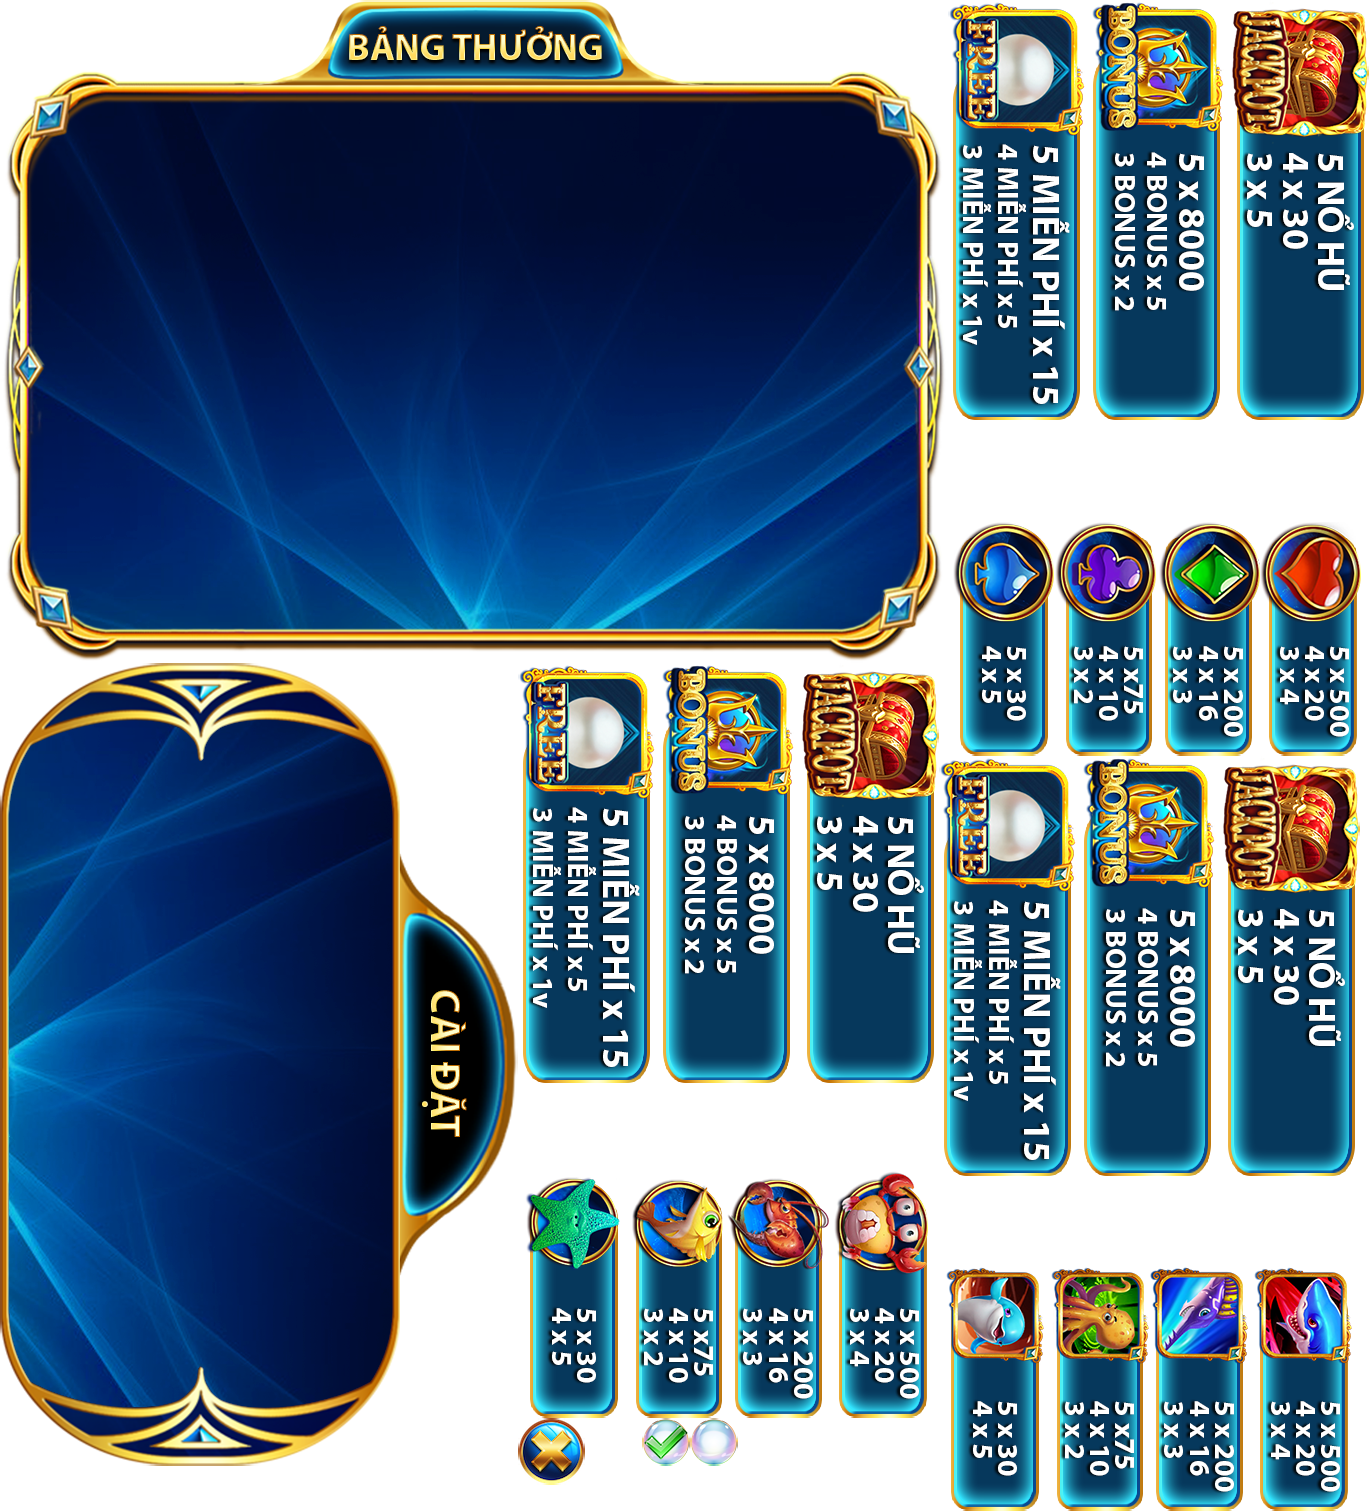 BẢNG THƯỞNG
FREE
5 MIỄN PHÍ x 15
4 MIỄN PHÍ x 5
3 MIỄN PHÍ x 1v
BONUS
5 x 8000
4 BONUS x 5
3 BONUS x 2
JACKPOT
5 NỔ HŨ
4 x 30
3 x 5
5 x 30
4 x 5
5 x75
4 x 10
3 x 2
5 x 200
4 x 16
3 x 3
5 x 500
4 x 20
3 x 4
CÀI ĐẶT
FREE
5 MIỄN PHÍ x 15
4 MIỄN PHÍ x 5
3 MIỄN PHÍ x 1v
BONUS
5 x 8000
4 BONUS x 5
3 BONUS x 2
JACKPOT
5 NỔ HŨ
4 x 30
3 x 5
FREE
5 MIỄN PHÍ x 15
4 MIỄN PHÍ x 5
3 MIỄN PHÍ x 1v
BONUS
5 x 8000
4 BONUS x 5
3 BONUS x 2
JACKPOT
5 NỔ HŨ
4 x 30
3 x 5
5 x 30
4 x 5
5 x75
4 x 10
3 x 2
5 x 200
4 x 16
3 x 3
5 x 500
4 x 20
3 x 4
5 x 30
4 x 5
5 x75
4 x 10
3 x 2
5 x 200
4 x 16
3 x 3
5 x 500
4 x 20
3 x 4